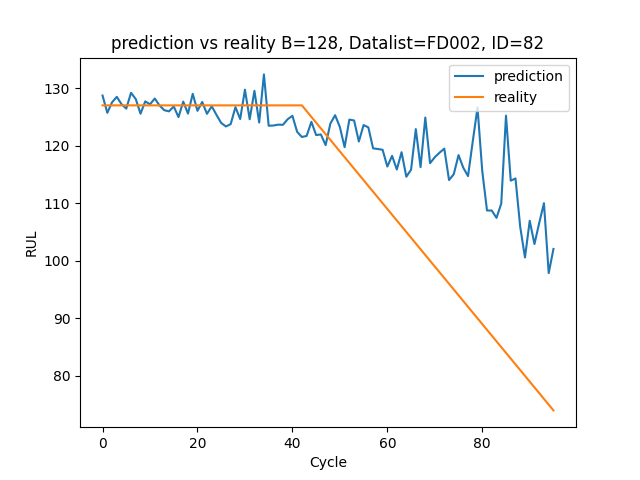 prediction vs reality B=128, Datalist=FD002, ID=82
prediction
reality
130
120
110
100
90
80
RUL
0 20 40 60 80
Cycle